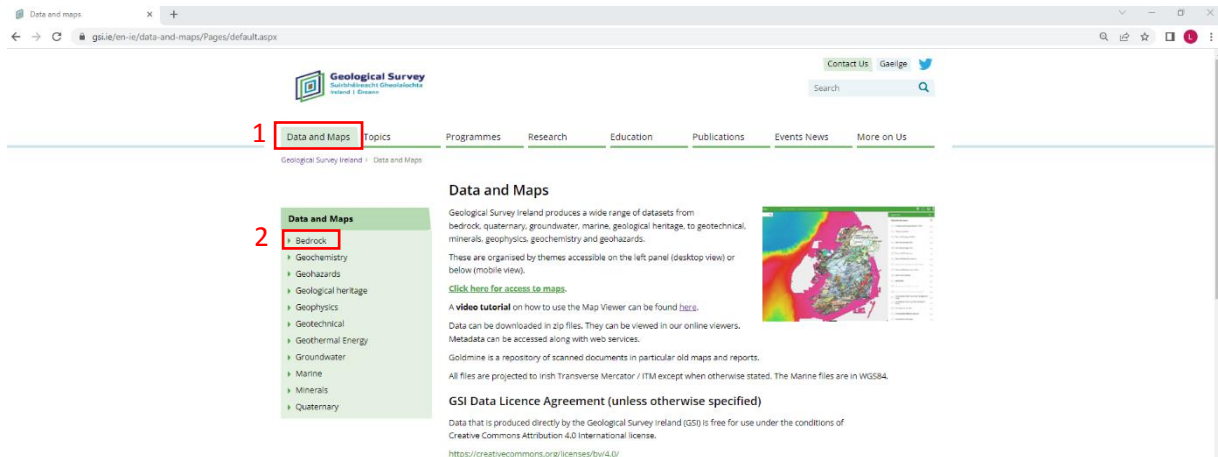 Data and maps
gsi.ie/en-ie/data-and-maps/Pages/default.aspx
L
Contact Us Gaeilge
Geological Survey
Suirbhéireacht Gheolaíochta
Ireland | Éireann
Search
1
Data and Maps Topics Programmes Research Education Publications Events News More on Us
Geological Survey Ireland Data and Maps
Data and Maps
2
Bedrock
Geochemistry
Geohazards
Geological heritage
Geophysics
Geotechnical
Geothermal Energy
Groundwater
Marine
Minerals
Quaternary
Data and Maps
Geological Survey Ireland produces a wide range of datasets from
bedrock, quaternary, groundwater, marine, geological heritage, to geotechnical,
minerals, geophysics, geochemistry and geohazards.
These are organised by themes accessible on the left panel (desktop view) or
below (mobile view).
Click here for access to maps.
A video tutorial on how to use the Map Viewer can be found here.
Data can be downloaded in zip files. They can be viewed in our online viewers.
Metadata can be accessed along with web services.
Goldmine is a repository of scanned documents in particular old maps and reports.
All files are projected to Irish Transverse Mercator / ITM except when otherwise stated. The Marine files are in WGS84.
GSI Data Licence Agreement (unless otherwise specified)
Data that is produced directly by the Geological Survey Ireland (GSI) is free for use under the conditions of
Creative Commons Attribution 4.0 International license.
https://creativecommons.org/licenses/by/4.0/